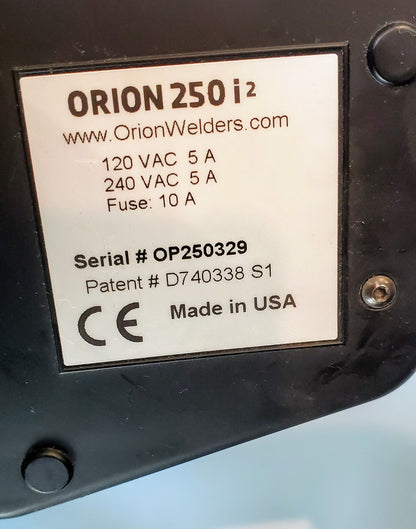 ORION 250 i2
www.OrionWelders.com
120 VAC 5 A
240 VAC 5 A
Fuse: 10 A
Serial # OP250329
Patent # D740338 S1
CE Made in USA